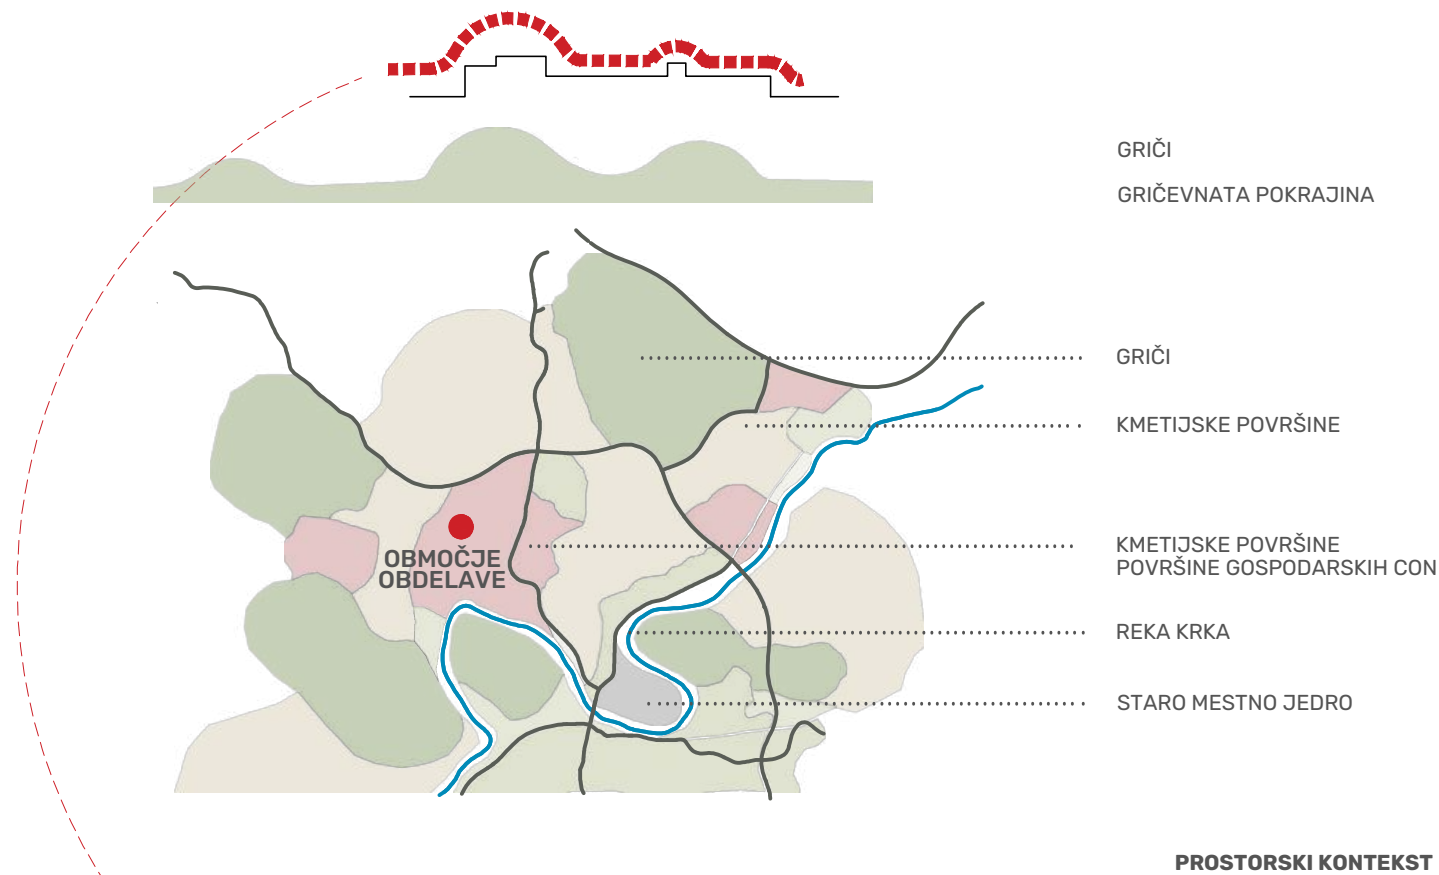 GRIČI
GRIČEVNATA POKRAJINA
GRIČI
KMETIJSKE POVRŠINE
OBMOČJE
OBDELAVE
KMETIJSKE POVRŠINE
POVRŠINE GOSPODARSKIH CON
REKA KRKA
STARO MESTNO JEDRO
PROSTORSKI KONTEKST